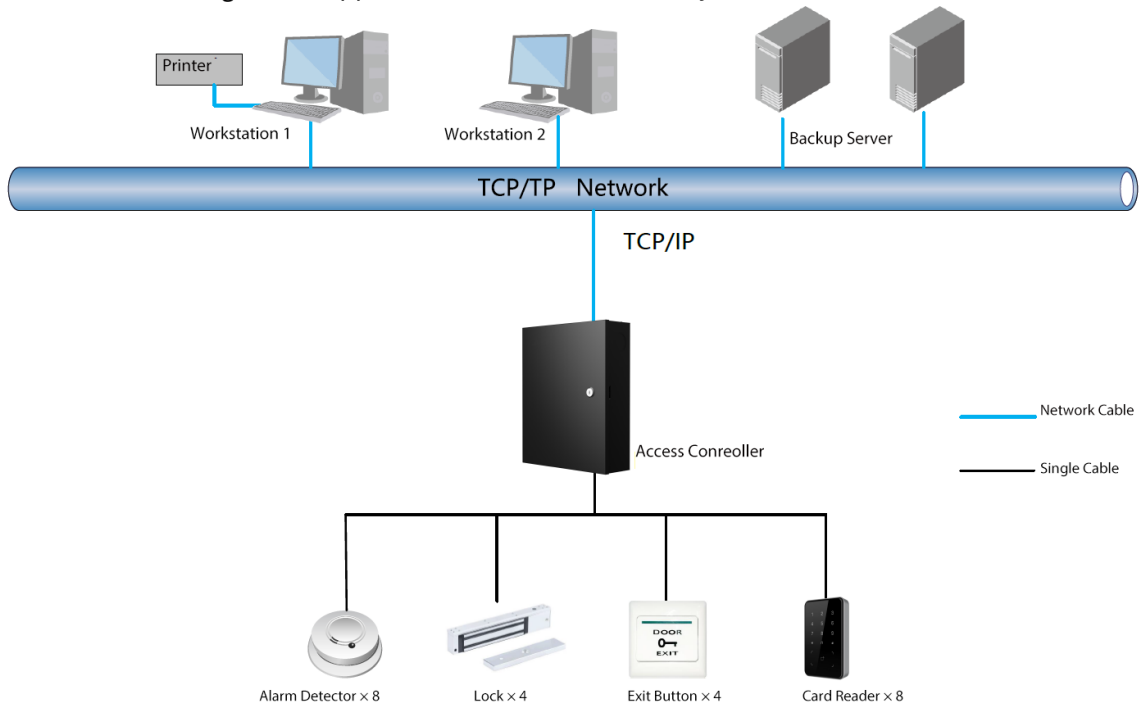 Printer
Workstation 1
Workstation 2
Backup Server
TCP/TP Network
TCP/IP
Access Conreoller
Network Cable
Single Cable
DOOR
EXIT
Alarm Detector × 8
Lock × 4
Exit Button × 4
Card Reader × 8